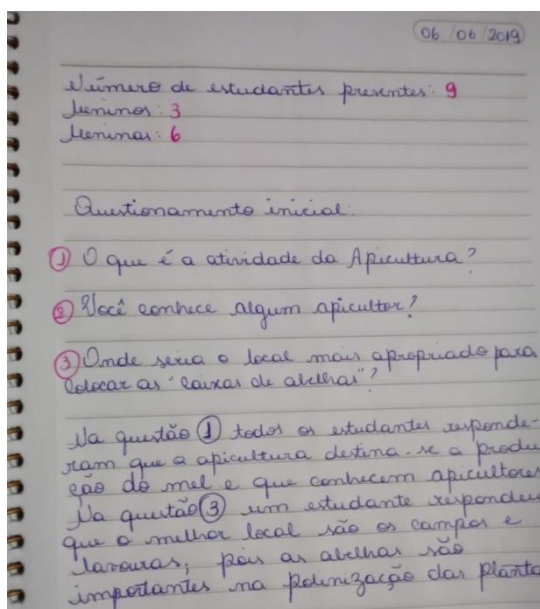 06/06/2019
Número de estudantes presentes: 9
Meninos: 3
Meninas: 6
Questionamento inicial:
① O que é a atividade da Apicultura?
② Você conhece algum apicultor?
③ Onde seria o local mais apropriado para
colocar as "caixas de abelhas"?
Na questão ① todos os estudantes responde-
ram que a apicultura destina-se a produ
ção do mel e que conhecem apicultores
Na questão ③ um estudante respondeu
que o melhor local são os campos e
lavouras, pois as abelhas são
importantes na polinização das planta